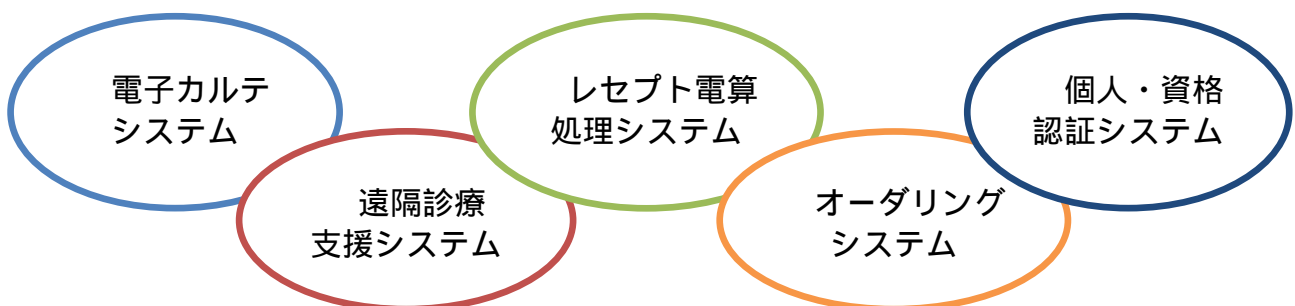 電子カルテ
システム
遠隔診療
支援システム
レセプト電算
処理システム
オーダリング
システム
個人・資格
認証システム